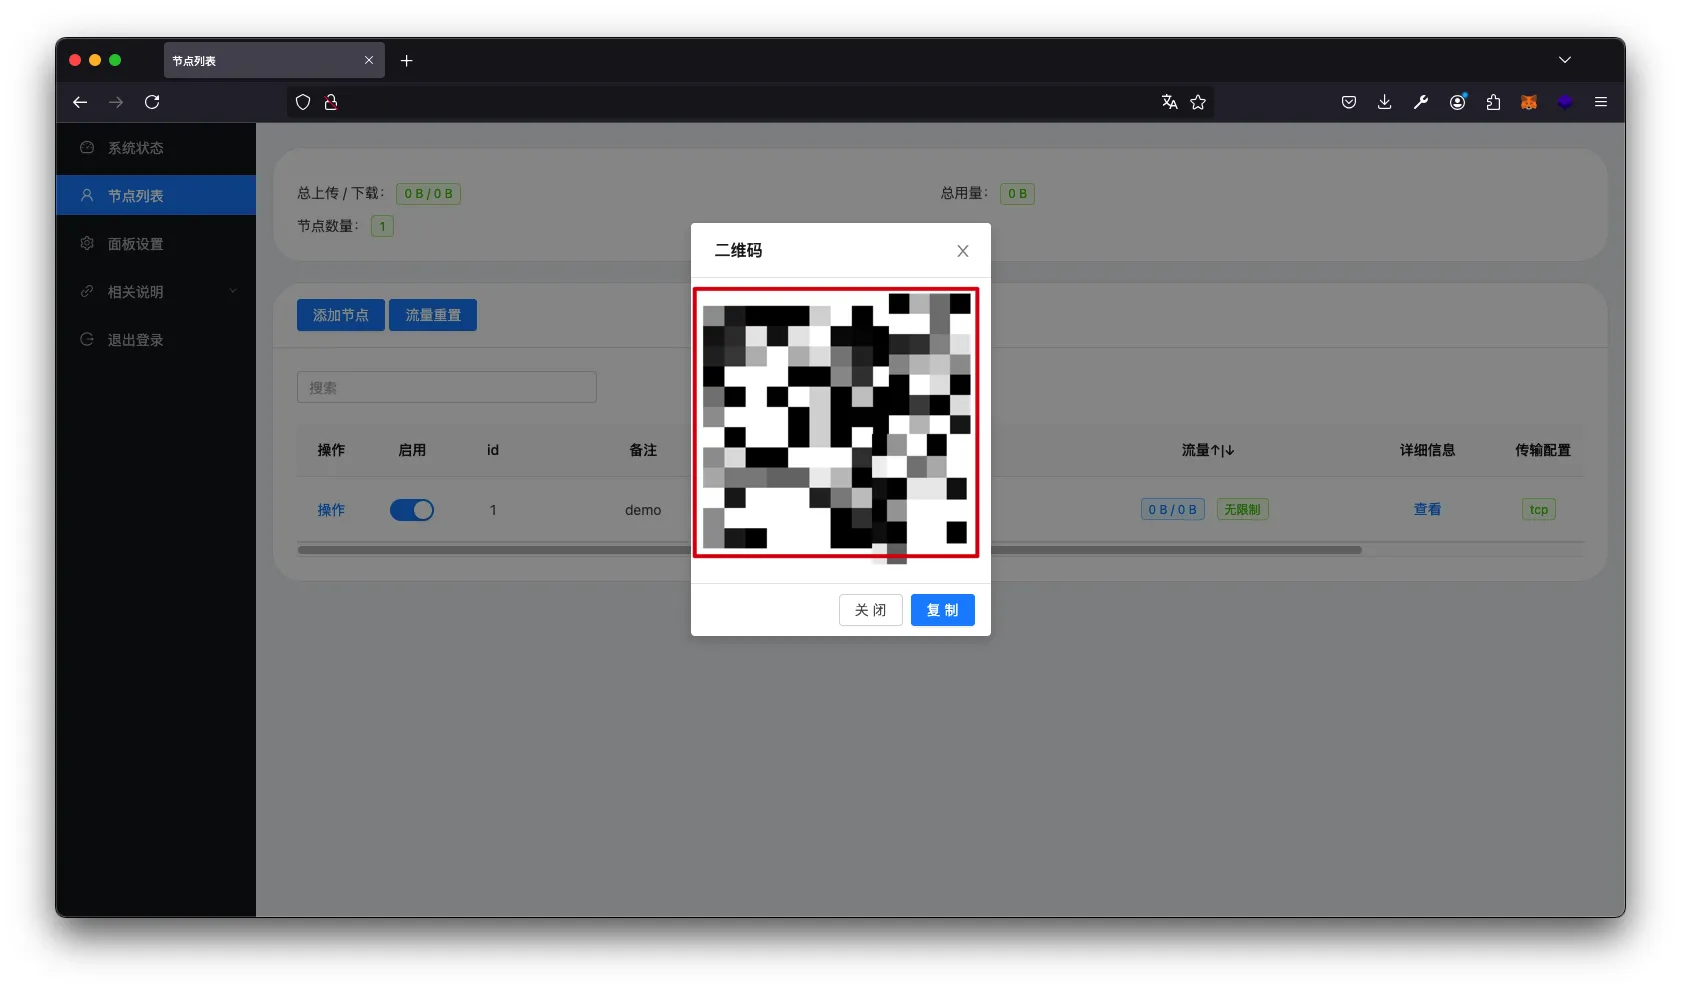 节点列表
系统状态
节点列表
面板设置
相关说明
退出登录
总上传 / 下载： 0 B / 0 B
总用量： 0 B
节点数量： 1
添加节点 流量重置
搜索
操作 启用 id 备注 流量↑|↓ 详细信息 传输配置
操作 1 demo 0 B / 0 B 无限制 查看 tcp
二维码
关 闭 复 制